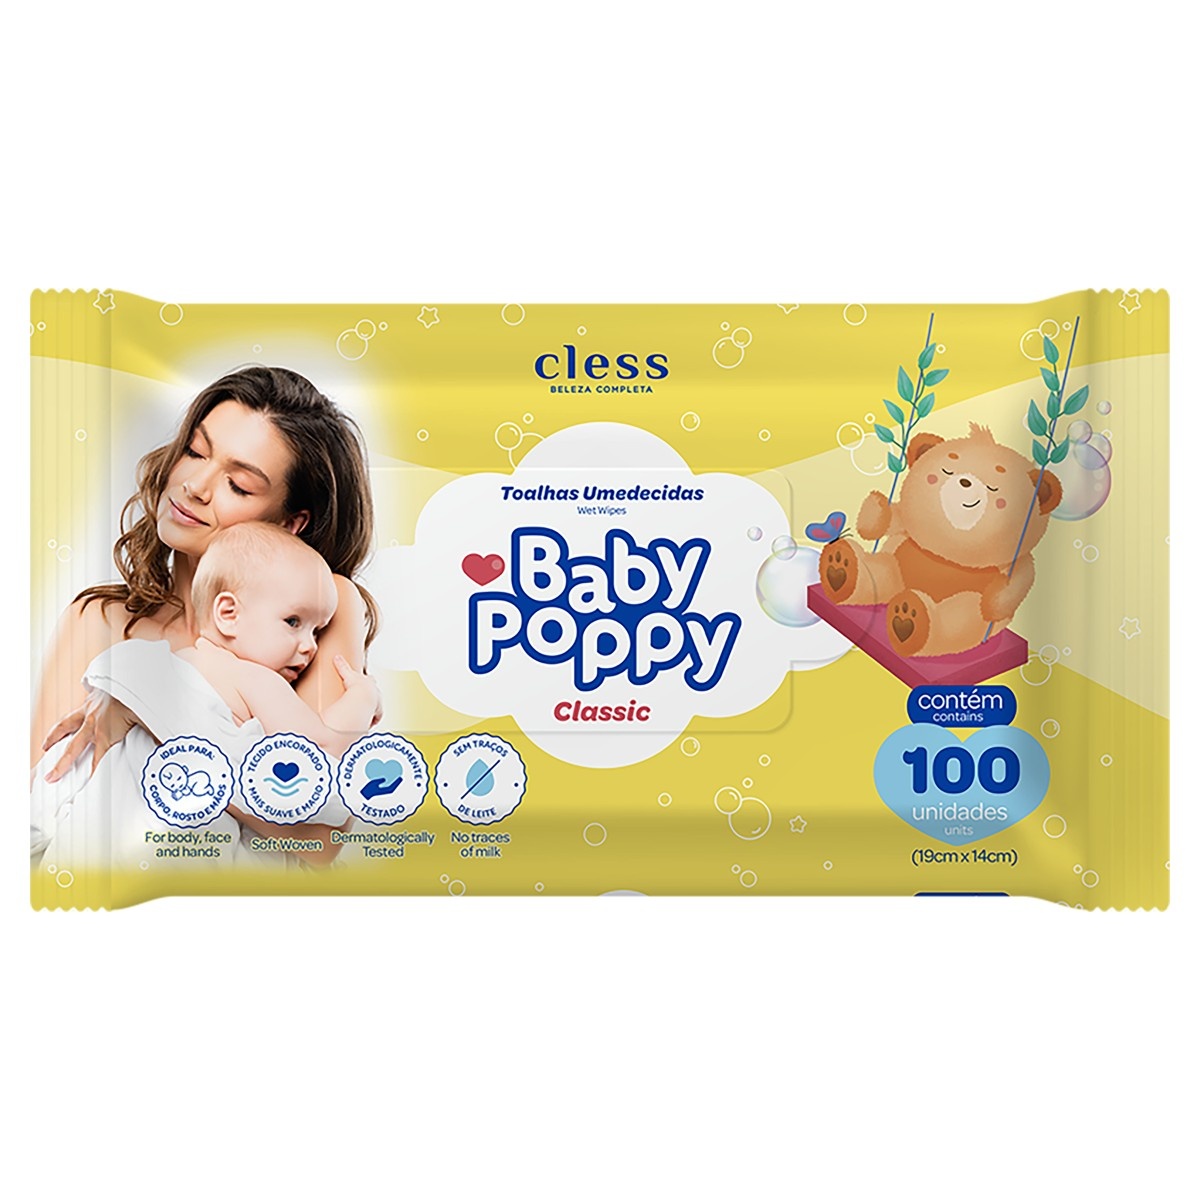 cless
BELEZA COMPLETA
Toalhas Umedecidas
Wet Wipes
Baby
Poppy
Classic
IDEAL PARA:
CORPO, ROSTO E MÃOS
For body, face
and hands
TECIDO ENCORPADO
MAIS SUAVE E MACIO
Soft Woven
DERMATOLOGICAMENTE
TESTADO
Dermatologically
Tested
SEM TRAÇOS
DE LEITE
No traces
of milk
contém
contains
100
unidades
units
(19cm x 14cm)